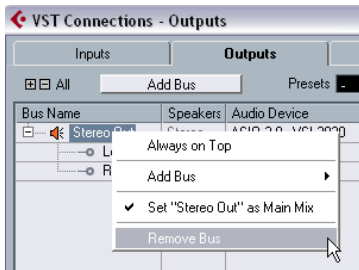 VST Connections - Outputs
Inputs
Outputs
All
Add Bus
Presets
Bus Name
Speakers
Audio Device
Stereo Out
Stereo
Always on Top
Add Bus
Set "Stereo Out" as Main Mix
Remove Bus